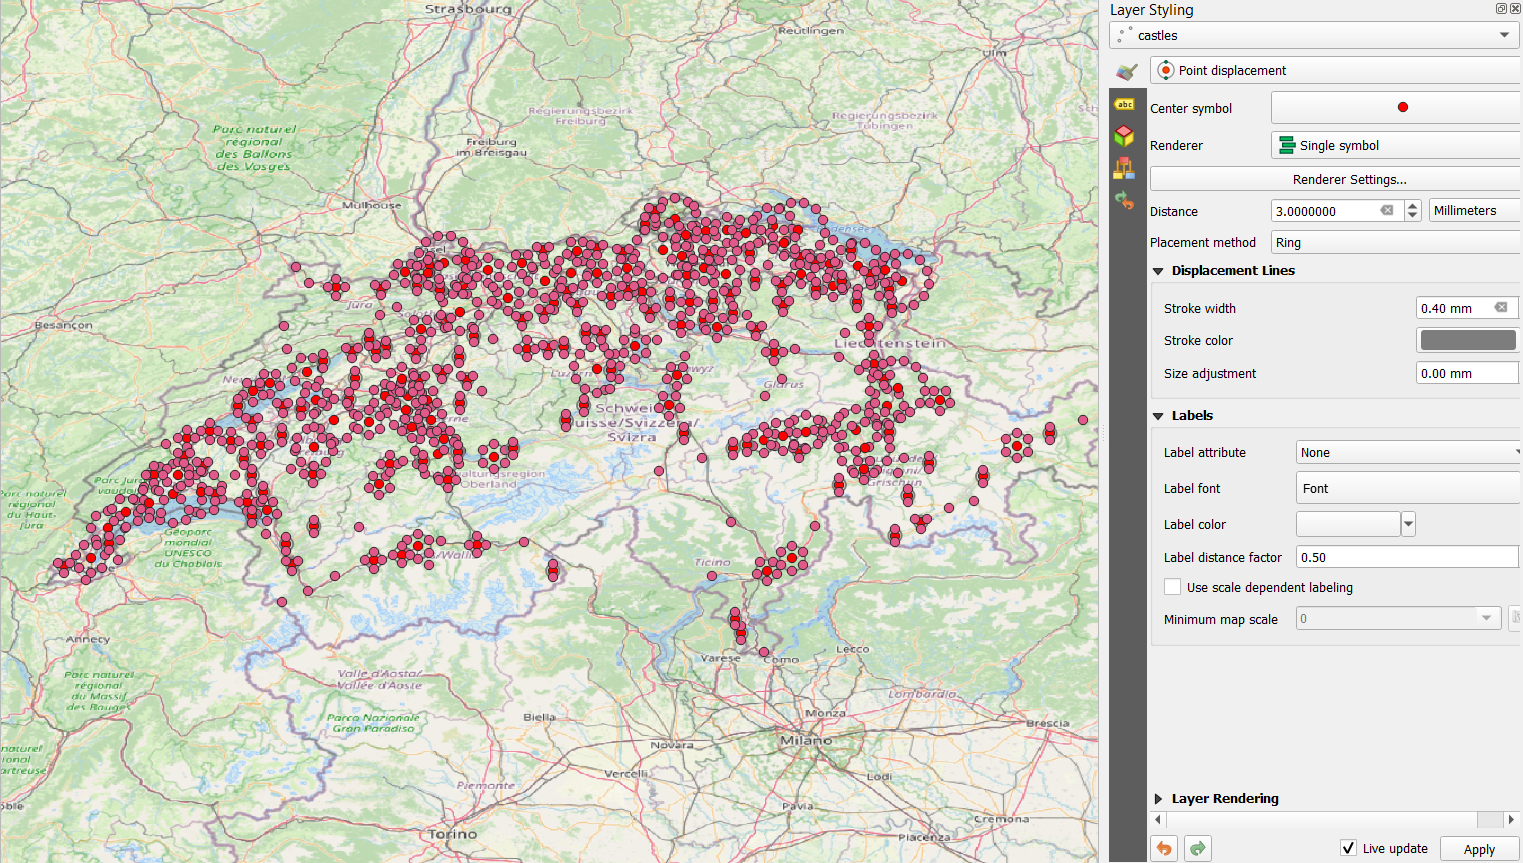 Strasbourg
Reutlingen
Ulm
Regierungsbezirk
Freiburg
Regierungsbezirk
Tübingen
Parc naturel
régional
des Ballons
des Vosges
Freiburg
im Breisgau
Mulhouse
Jura
Besançon
Liechtenstein
Glarus
Schweiz/
Suisse/Svizzera/
Svizra
Oberland
Parc Jura
vaudois
Parc naturel
régional
du Haut-
Jura
Géoparc
mondial
UNESCO
du Chablais
Ticino
Annecy
Varese
Como
Lecco
Parc naturel
régional
du Massif
des Bauges
Valle d'Aosta/
Vallée d'Aoste
Lombardia
Parco Nazionale
Gran Paradiso
Biella
Monza
Brescia
Novara
Milano
Vercelli
Lodi
Piemonte
Pavia
Cremona
Torino
Piacenza
Layer Styling
castles
Point displacement
abc
Center symbol
Renderer
Single symbol
Renderer Settings...
Distance
3.0000000
Millimeters
Placement method
Ring
Displacement Lines
Stroke width
0.40 mm
Stroke color
Size adjustment
0.00 mm
Labels
Label attribute
None
Label font
Font
Label color
Label distance factor
0.50
Use scale dependent labeling
Minimum map scale
0
Layer Rendering
Live update
Apply